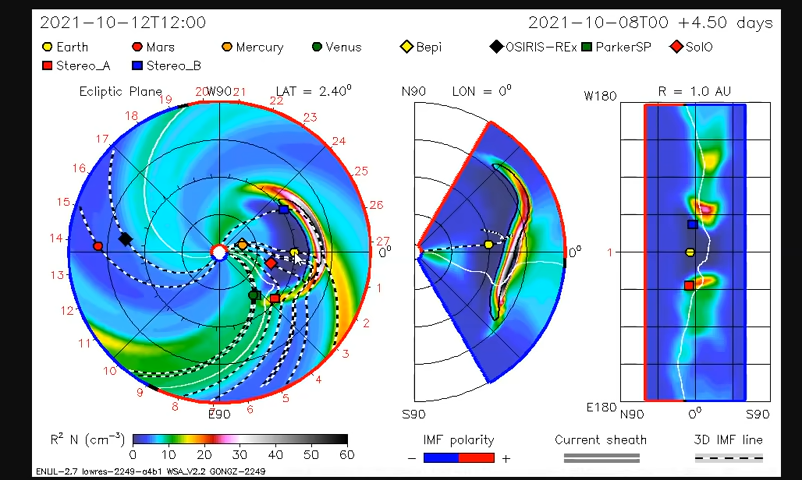 2021-10-12T12:00 2021-10-08T00 +4.50 days
Earth Mars Mercury Venus Bepi OSIRIS-REx ParkerSP SolO
Stereo_A Stereo_B
Ecliptic Plane W90 LAT = 2.40° N90 LON = 0° R = 1.0 AU
W180
20 21
19 22
18 23
17 24
16 25
15 26
14 27 0° 0° 1
13 1
12 2
11 3
10 4
9 5
8 6
7 E90 S90 E180
N90 0° S90
R² N (cm⁻³) IMF polarity Current sheath 3D IMF line
- +
0 10 20 30 40 50 60
ENLIL-2.7 lowres-2249-a4b1 WSA_V2.2 GONGZ-2249